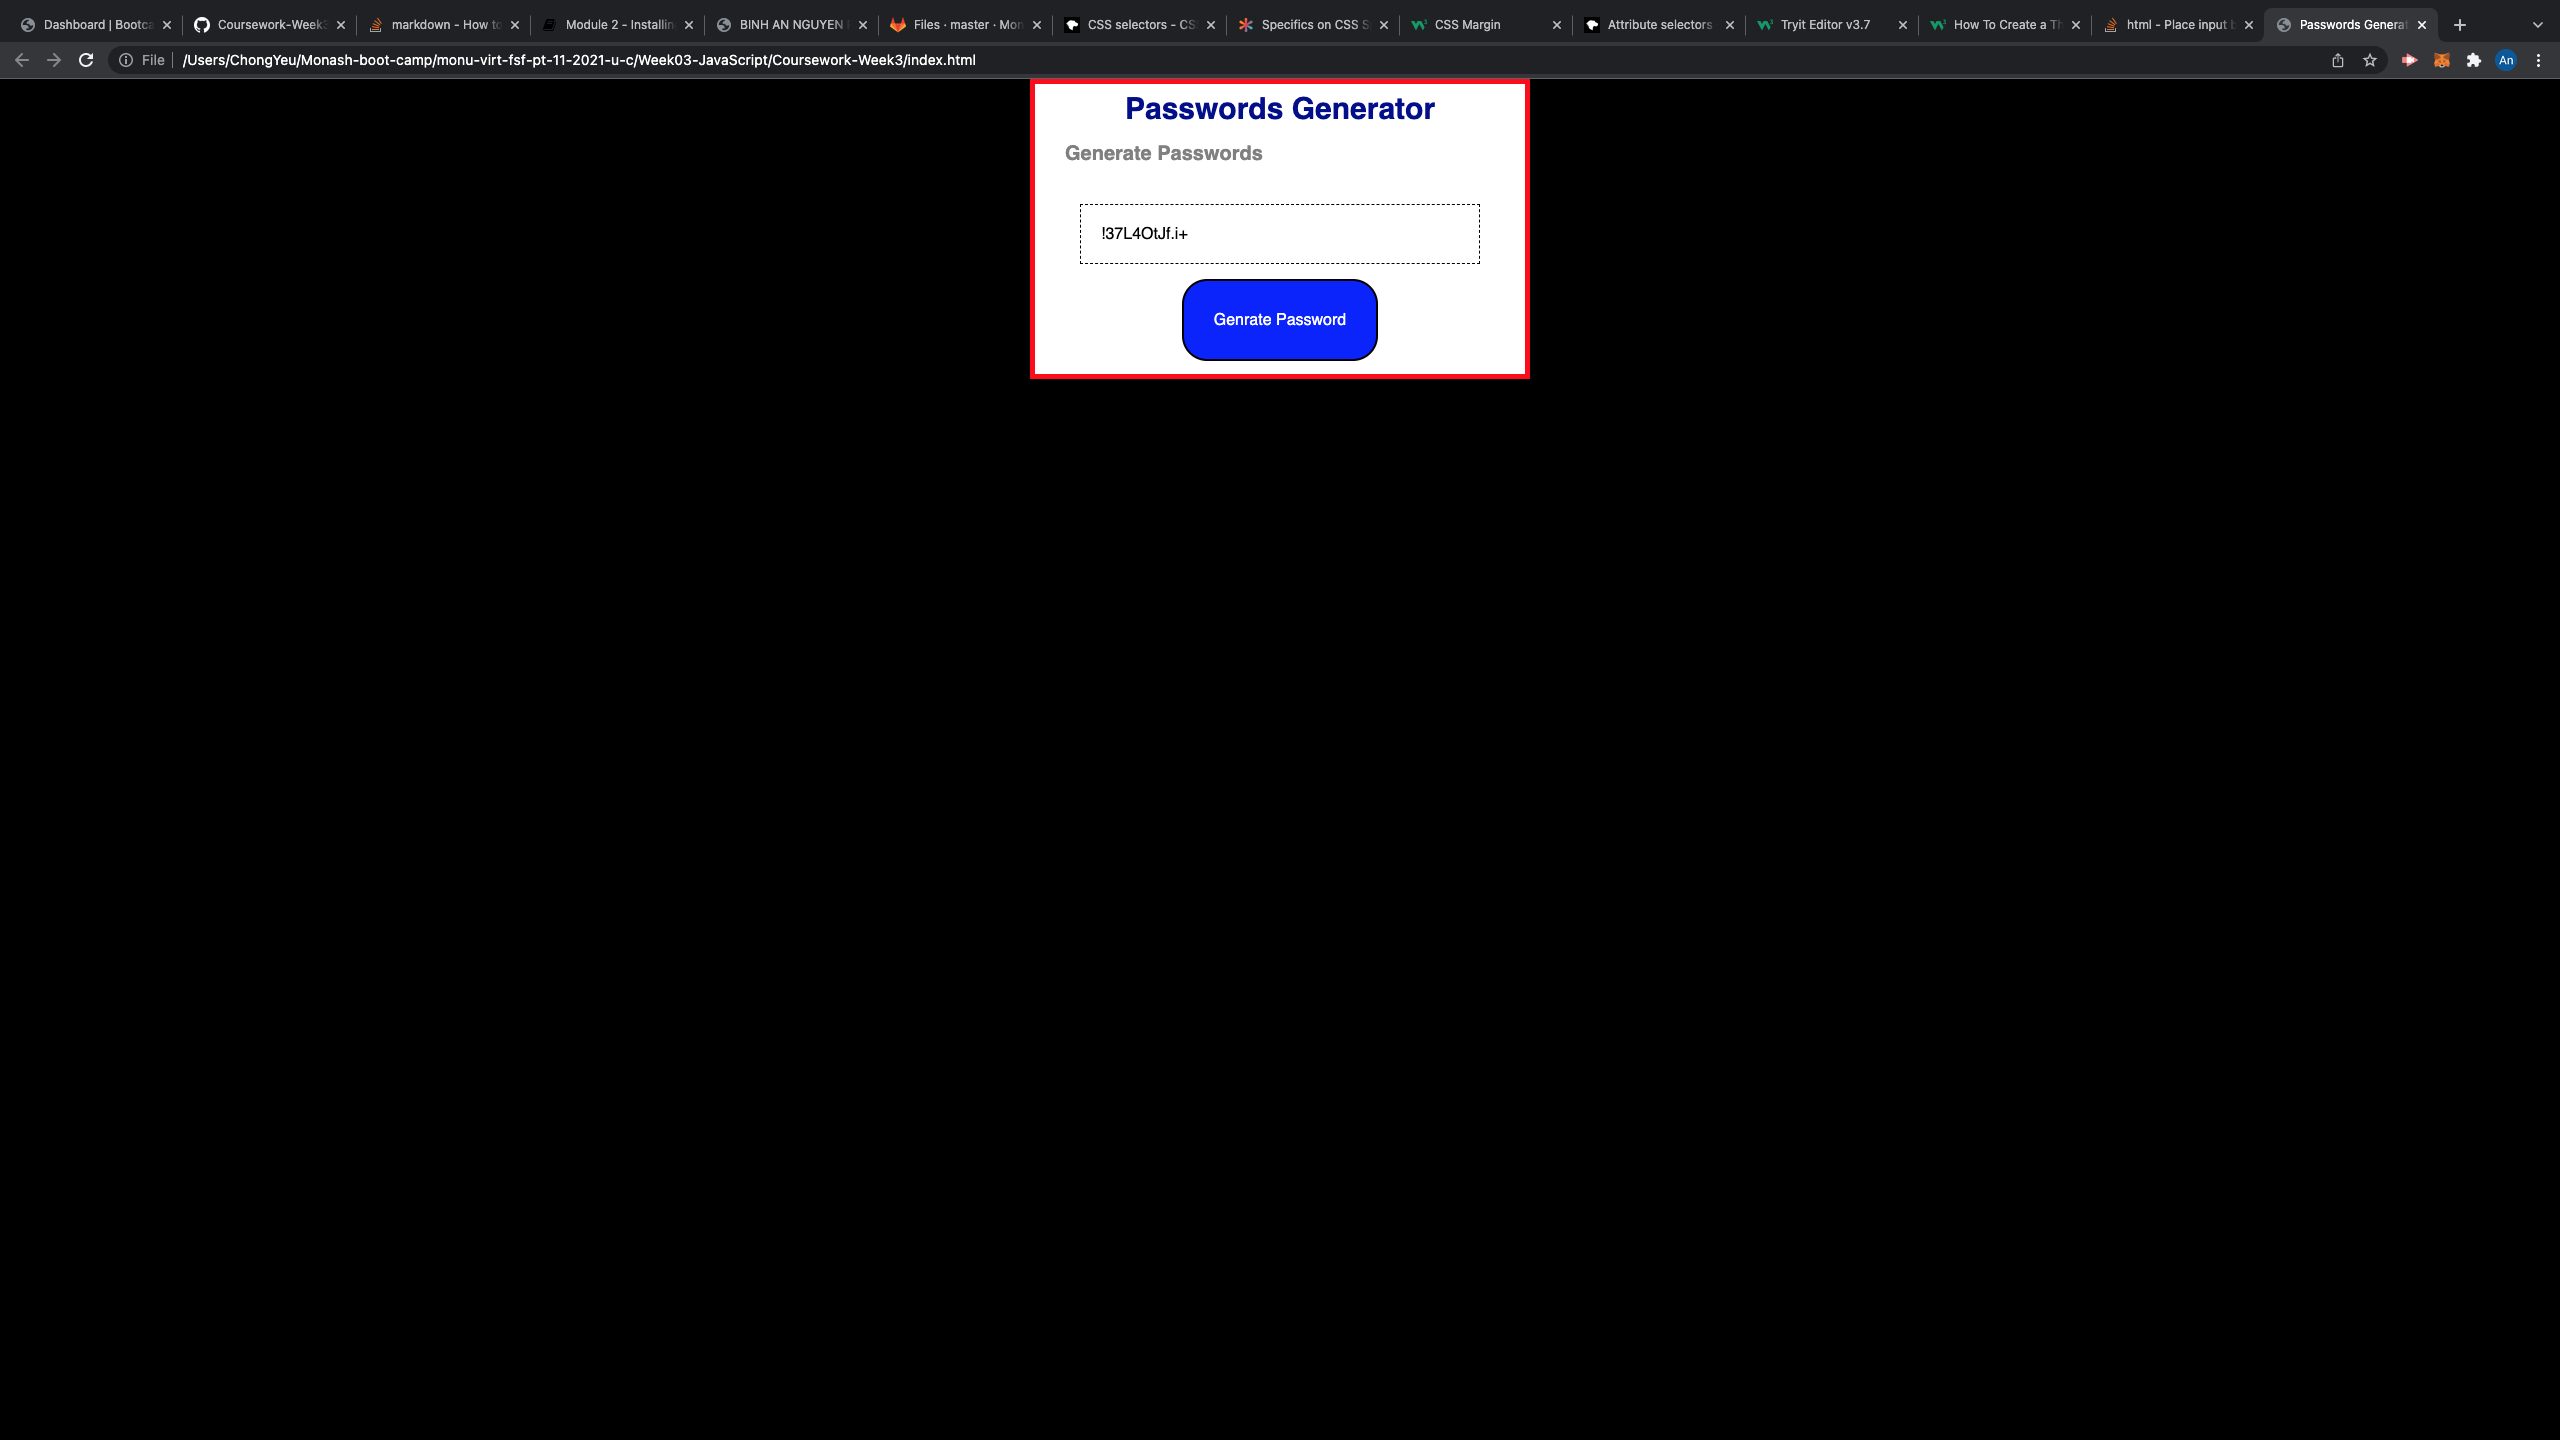 Dashboard | Bootca
Coursework-Week3
markdown - How to
Module 2 - Installin
BINH AN NGUYEN
Files · master · Mon
CSS selectors - CS
Specifics on CSS S
CSS Margin
Attribute selectors
Tryit Editor v3.7
How To Create a Th
html - Place input b
Passwords Generat
File
/Users/ChongYeu/Monash-boot-camp/monu-virt-fsf-pt-11-2021-u-c/Week03-JavaScript/Coursework-Week3/index.html
An
Passwords Generator
Generate Passwords
!37L4OtJf.i+
Genrate Password